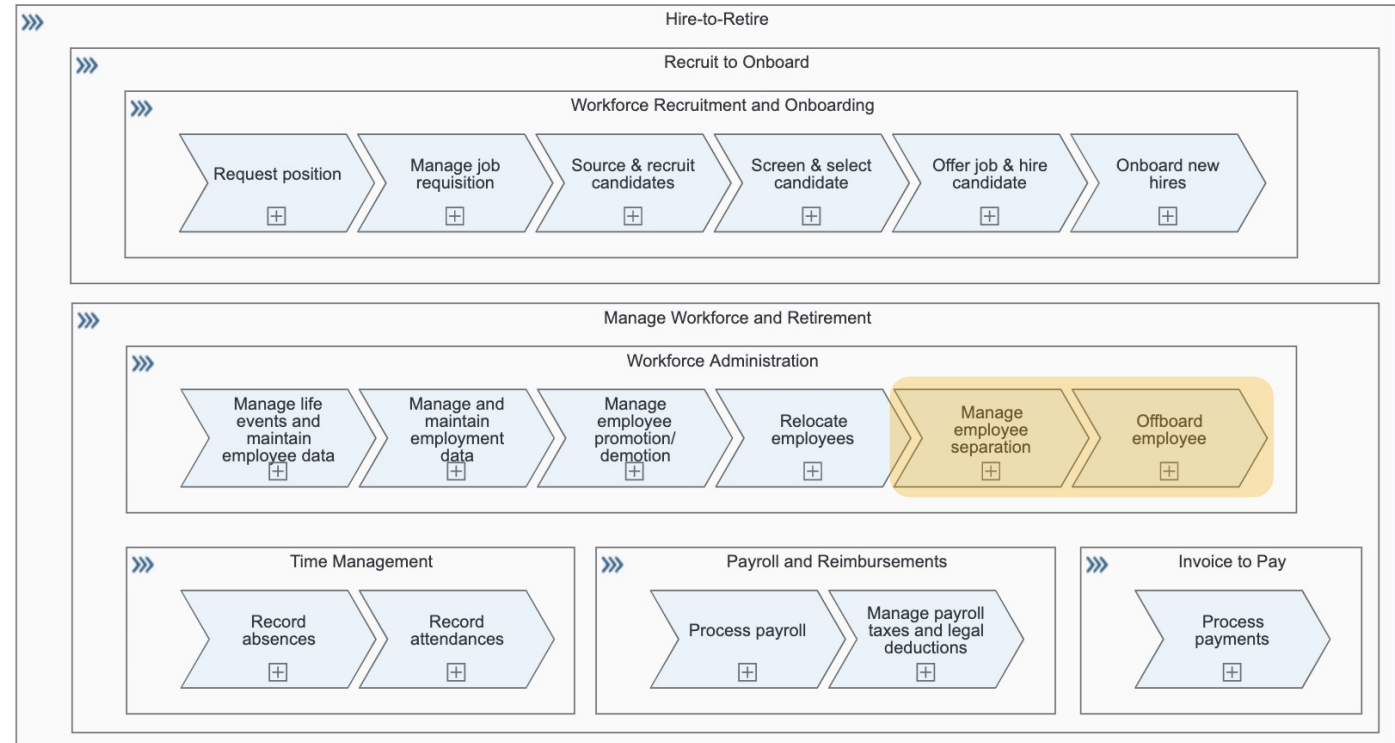 Hire-to-Retire
Recruit to Onboard
Workforce Recruitment and Onboarding
Request position
Manage job
requisition
Source & recruit
candidates
Screen & select
candidate
Offer job & hire
candidate
Onboard new
hires
Manage Workforce and Retirement
Workforce Administration
Manage life
events and
maintain
employee data
Manage and
maintain
employment
data
Manage
employee
promotion/
demotion
Relocate
employees
Manage
employee
separation
Offboard
employee
Time Management
Record
absences
Record
attendances
Payroll and Reimbursements
Process payroll
Manage payroll
taxes and legal
deductions
Invoice to Pay
Process
payments